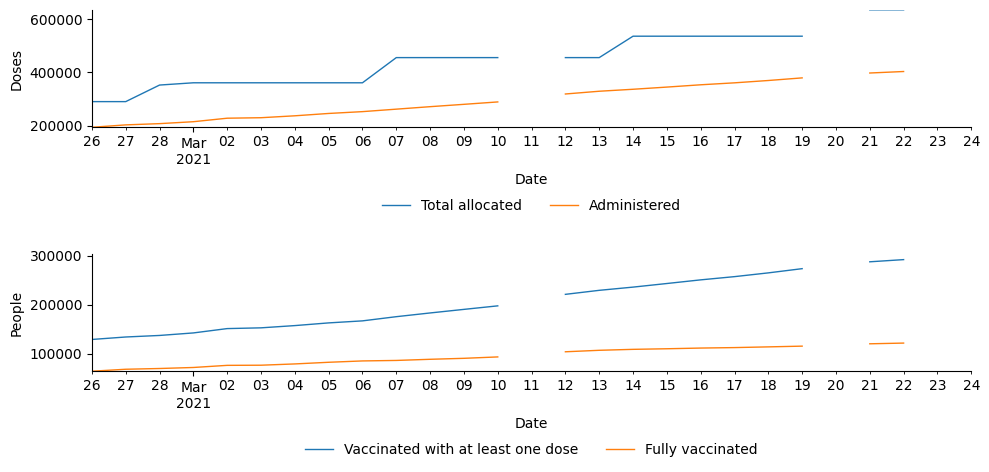 600000
400000
200000
Doses
26 27 28 Mar 02 03 04 05 06 07 08 09 10 11 12 13 14 15 16 17 18 19 20 21 22 23 24
2021
Date
Total allocated Administered
300000
200000
100000
People
26 27 28 Mar 02 03 04 05 06 07 08 09 10 11 12 13 14 15 16 17 18 19 20 21 22 23 24
2021
Date
Vaccinated with at least one dose Fully vaccinated